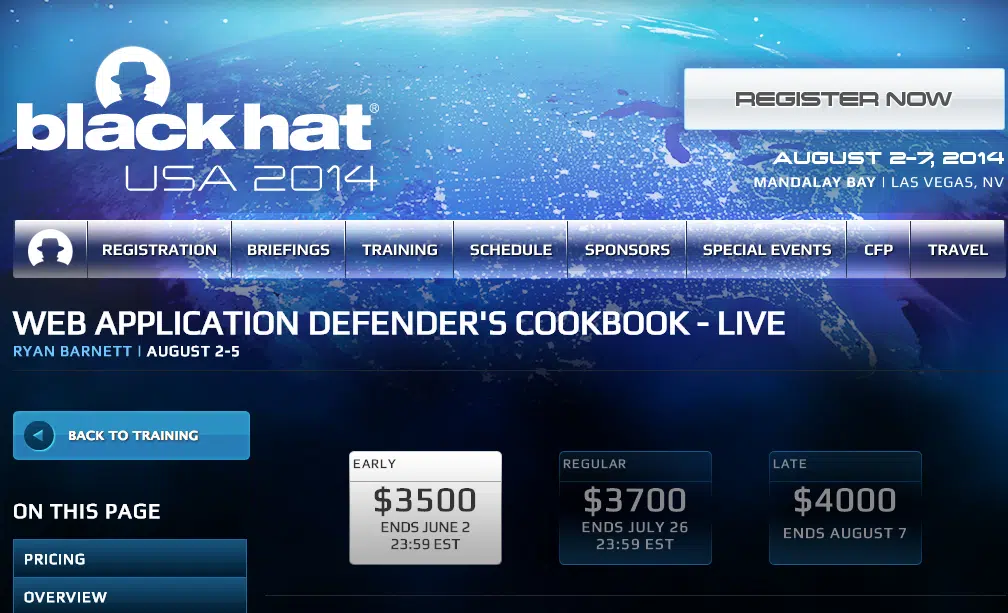 black hat®
USA 2014
REGISTER NOW
AUGUST 2-7, 2014
MANDALAY BAY | LAS VEGAS, NV
REGISTRATION BRIEFINGS TRAINING SCHEDULE SPONSORS SPECIAL EVENTS CFP TRAVEL
WEB APPLICATION DEFENDER'S COOKBOOK - LIVE
RYAN BARNETT | AUGUST 2-5
BACK TO TRAINING
EARLY
$3500
ENDS JUNE 2
23:59 EST
REGULAR
$3700
ENDS JULY 26
23:59 EST
LATE
$4000
ENDS AUGUST 7
ON THIS PAGE
PRICING
OVERVIEW